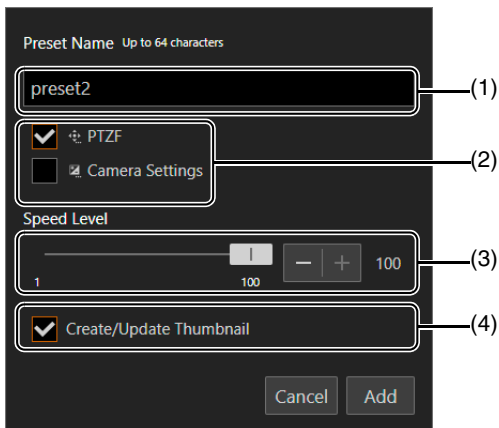 Preset Name Up to 64 characters
preset2 (1)
PTZF
(2)
Camera Settings
Speed Level
100 (3)
1 100
Create/Update Thumbnail (4)
Cancel Add